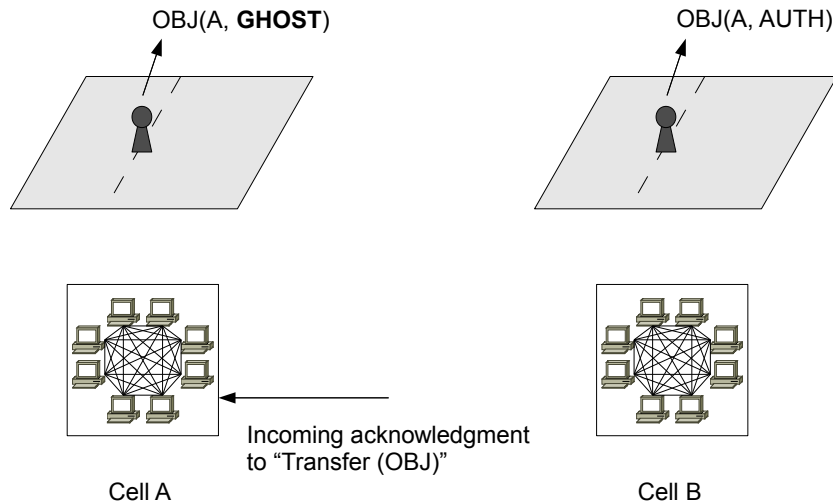 OBJ(A, GHOST)
OBJ(A, AUTH)
Incoming acknowledgment
to “Transfer (OBJ)”
Cell A
Cell B